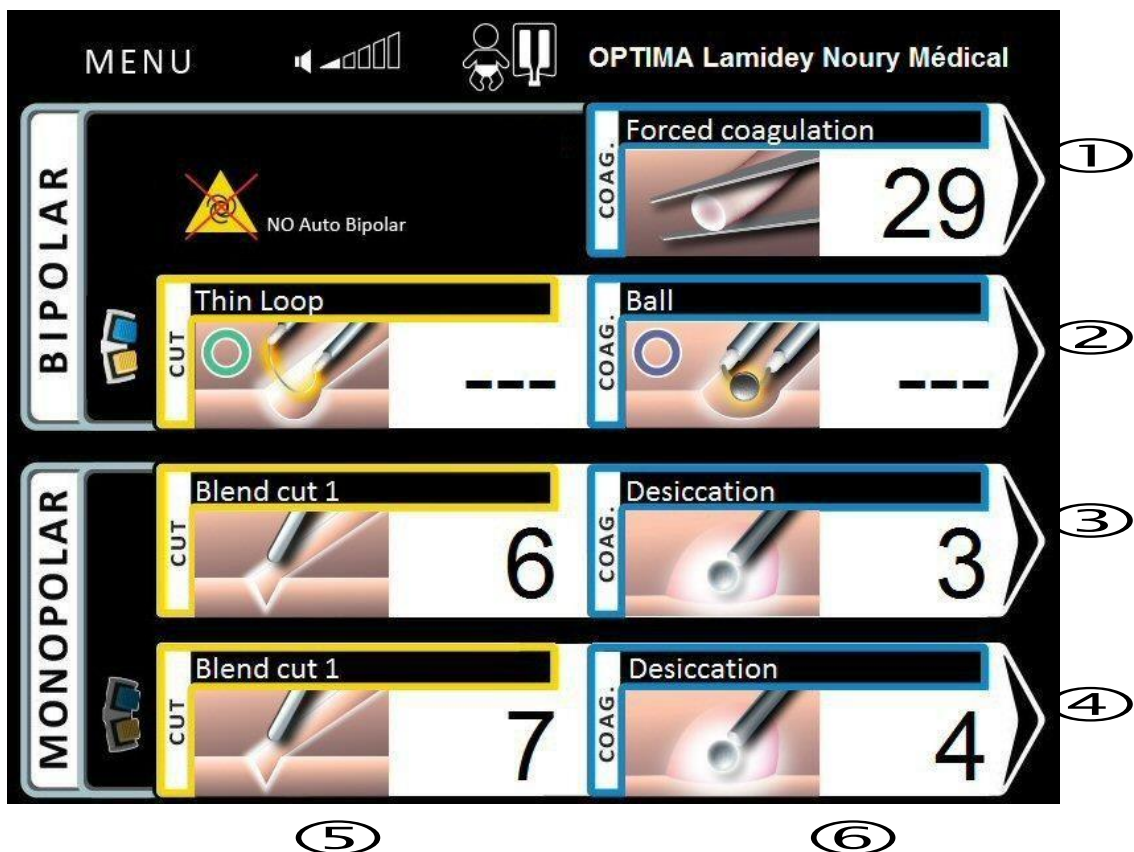 MENU
OPTIMA Lamidey Noury Médical
BIPOLAR
NO Auto Bipolar
COAG.
Forced coagulation
29
①
CUT
Thin Loop
---
COAG.
Ball
---
②
MONOPOLAR
CUT
Blend cut 1
6
COAG.
Desiccation
3
③
CUT
Blend cut 1
7
COAG.
Desiccation
4
④
⑤
⑥